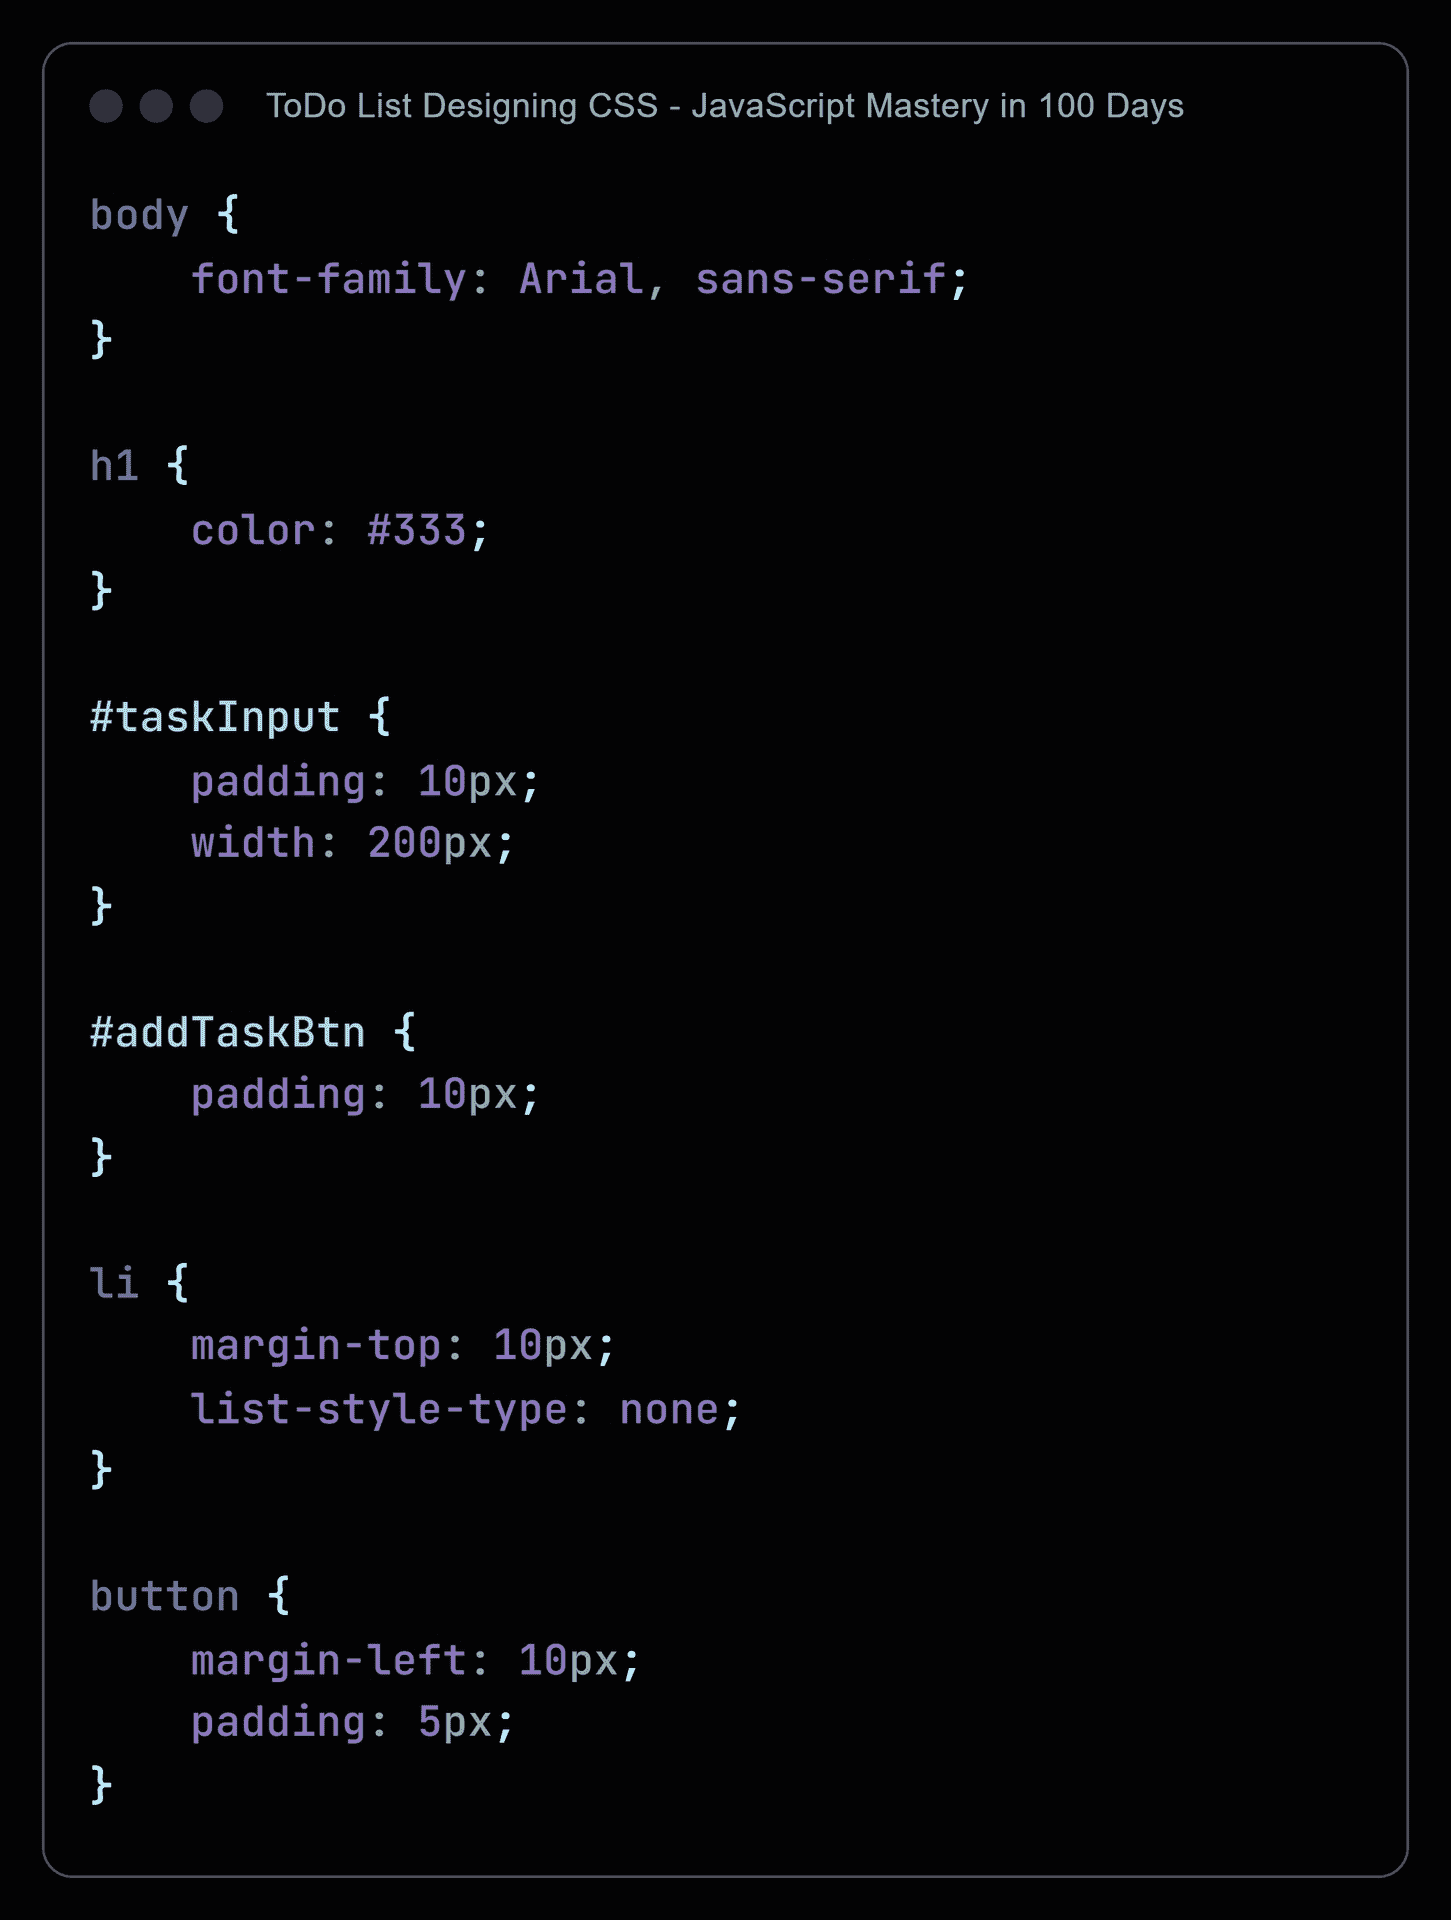 ToDo List Designing CSS - JavaScript Mastery in 100 Days
body {
    font-family: Arial, sans-serif;
}
h1 {
    color: #333;
}
#taskInput {
    padding: 10px;
    width: 200px;
}
#addTaskBtn {
    padding: 10px;
}
li {
    margin-top: 10px;
    list-style-type: none;
}
button {
    margin-left: 10px;
    padding: 5px;
}